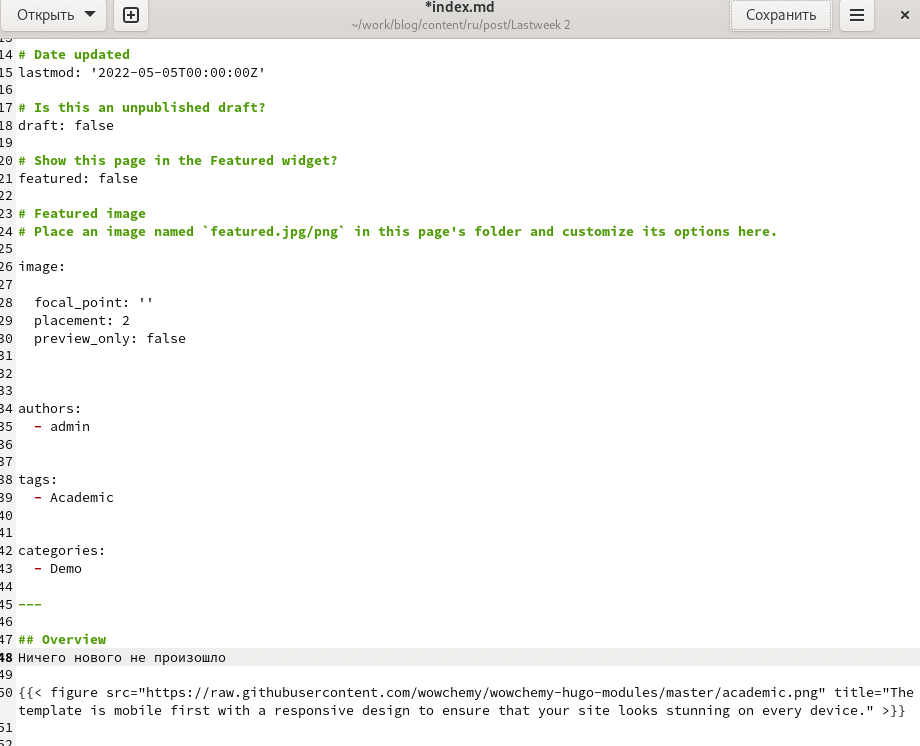 Открыть
*index.md
~/work/blog/content/ru/post/Lastweek 2
Сохранить
13
14 # Date updated
15 lastmod: '2022-05-05T00:00:00Z'
16
17 # Is this an unpublished draft?
18 draft: false
19
20 # Show this page in the Featured widget?
21 featured: false
22
23 # Featured image
24 # Place an image named `featured.jpg/png` in this page's folder and customize its options here.
25
26 image:
27
28   focal_point: ''
29   placement: 2
30   preview_only: false
31
32
33
34 authors:
35   - admin
36
37
38 tags:
39   - Academic
40
41
42 categories:
43   - Demo
44
45 ---
46
47 ## Overview
48 Ничего нового не произошло
49
50 {{< figure src="https://raw.githubusercontent.com/wowchemy/wowchemy-hugo-modules/master/academic.png" title="The
template is mobile first with a responsive design to ensure that your site looks stunning on every device." >}}
51
52